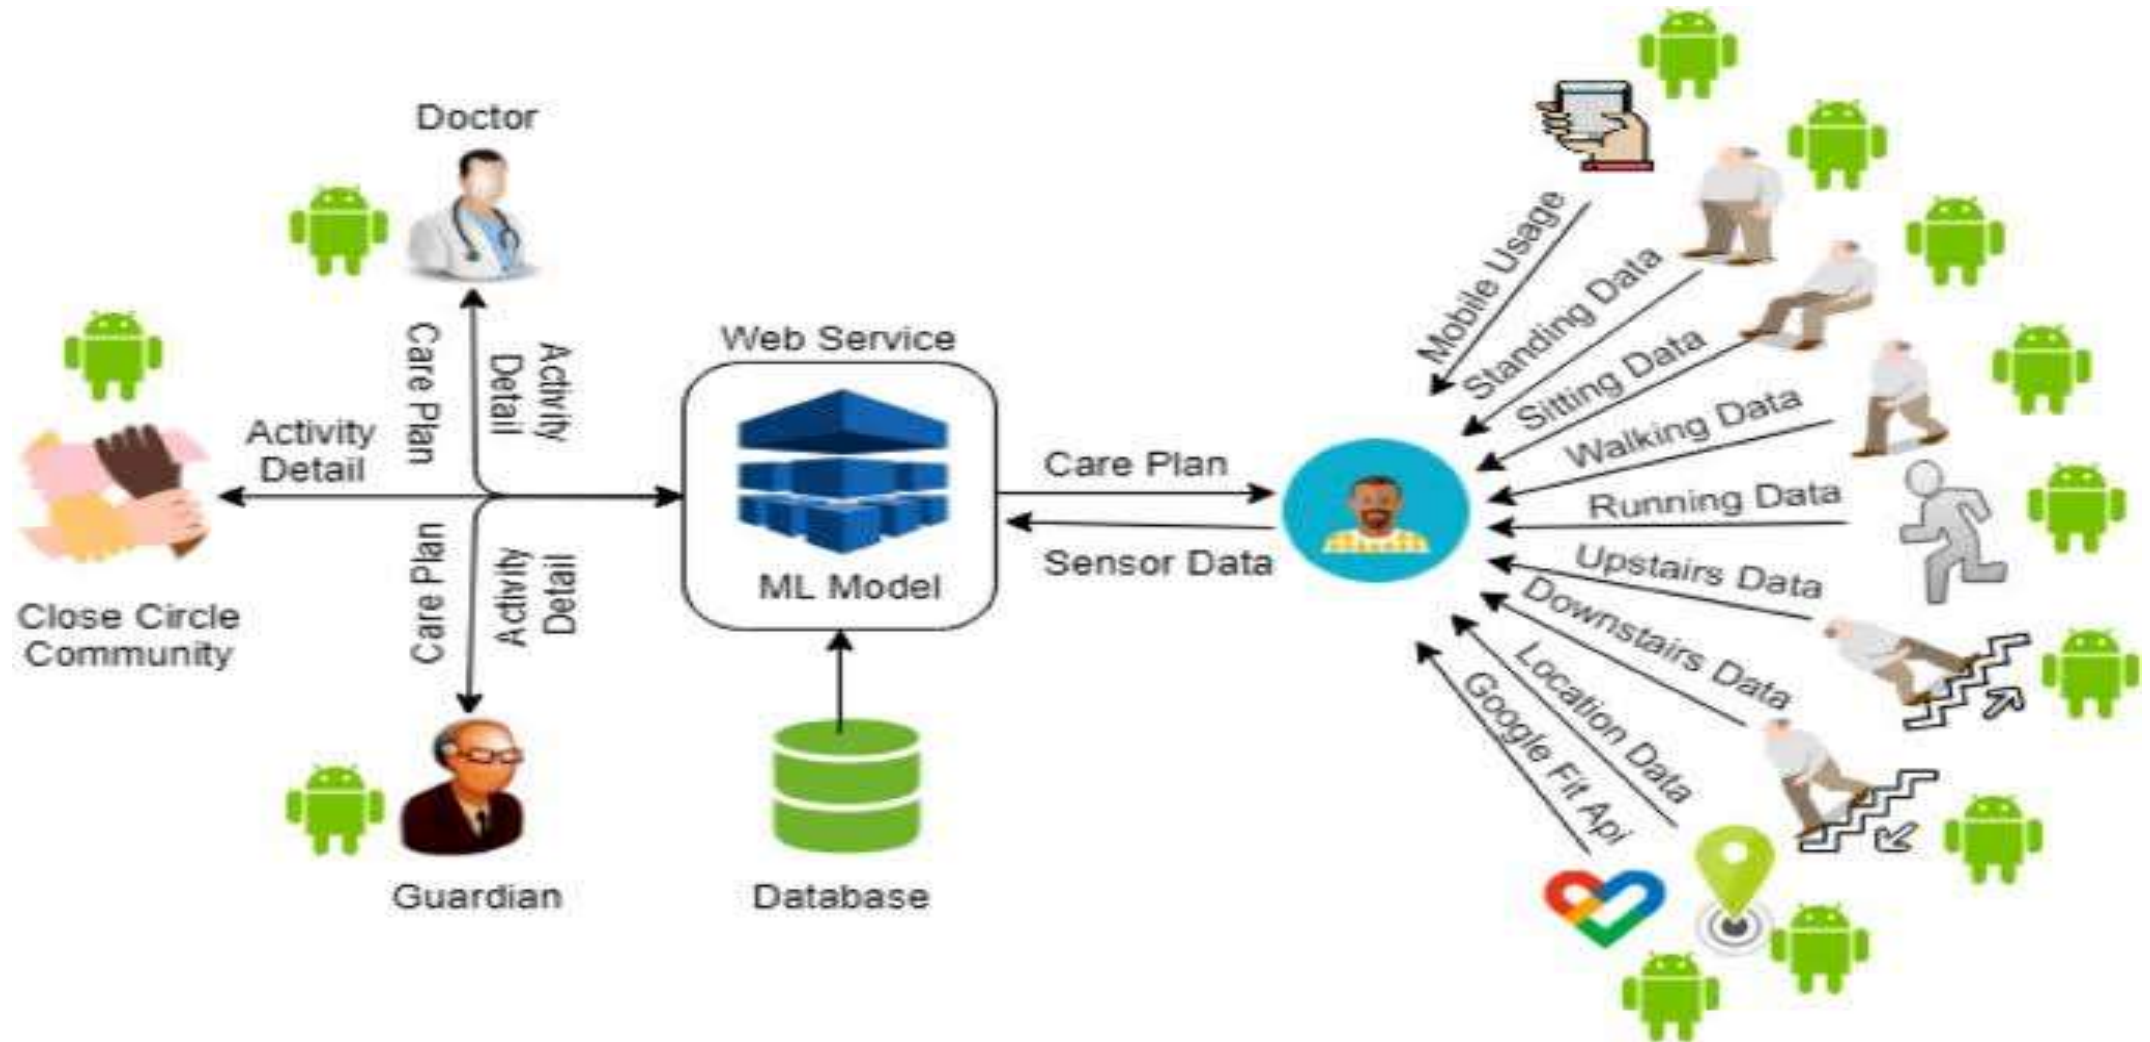 Doctor
Care Plan
Activity
Detail
Web Service
ML Model
Activity
Detail
Close Circle
Community
Care Plan
Activity
Detail
Guardian
Database
Care Plan
Sensor Data
Mobile Usage
Standing Data
Sitting Data
Walking Data
Running Data
Upstairs Data
Downstairs Data
Location Data
Google Fit Api